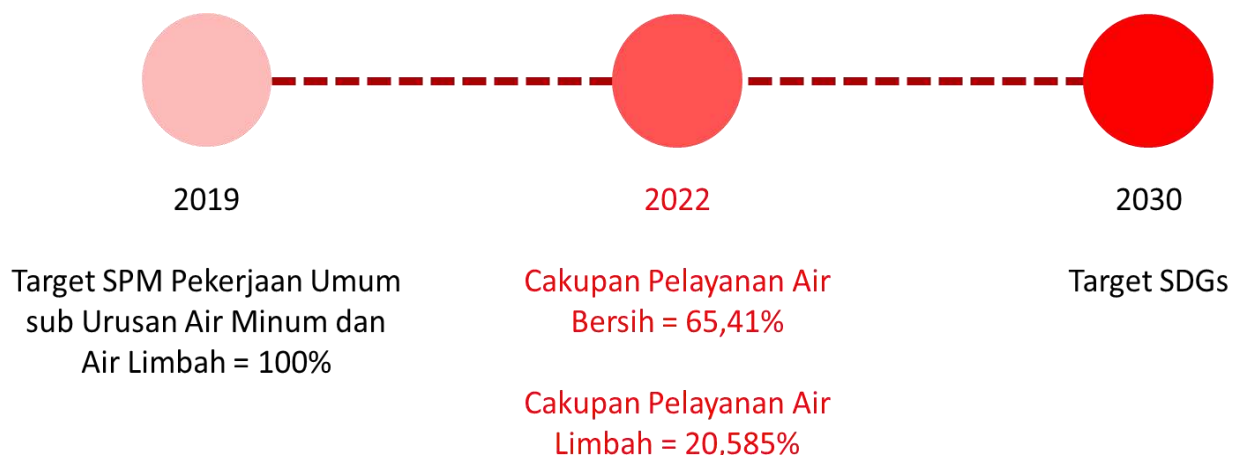 2019
Target SPM Pekerjaan Umum
sub Urusan Air Minum dan
Air Limbah = 100%
2022
Cakupan Pelayanan Air
Bersih = 65,41%
Cakupan Pelayanan Air
Limbah = 20,585%
2030
Target SDGs